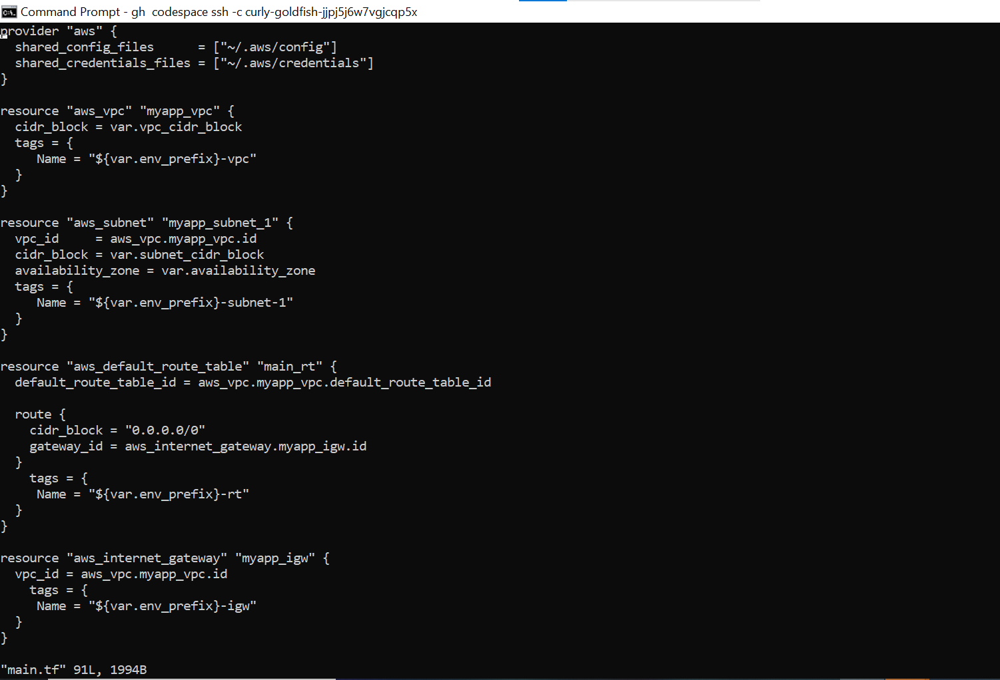 Command Prompt - gh  codespace ssh -c curly-goldfish-jjpj5j6w7vgjcqp5x
provider "aws" {
  shared_config_files      = ["~/.aws/config"]
  shared_credentials_files = ["~/.aws/credentials"]
}

resource "aws_vpc" "myapp_vpc" {
  cidr_block = var.vpc_cidr_block
  tags = {
     Name = "${var.env_prefix}-vpc"
  }
}

resource "aws_subnet" "myapp_subnet_1" {
  vpc_id     = aws_vpc.myapp_vpc.id
  cidr_block = var.subnet_cidr_block
  availability_zone = var.availability_zone
  tags = {
     Name = "${var.env_prefix}-subnet-1"
  }
}

resource "aws_default_route_table" "main_rt" {
  default_route_table_id = aws_vpc.myapp_vpc.default_route_table_id

  route {
    cidr_block = "0.0.0.0/0"
    gateway_id = aws_internet_gateway.myapp_igw.id
  }
    tags = {
     Name = "${var.env_prefix}-rt"
  }
}

resource "aws_internet_gateway" "myapp_igw" {
  vpc_id = aws_vpc.myapp_vpc.id
    tags = {
     Name = "${var.env_prefix}-igw"
  }
}

"main.tf" 91L, 1994B